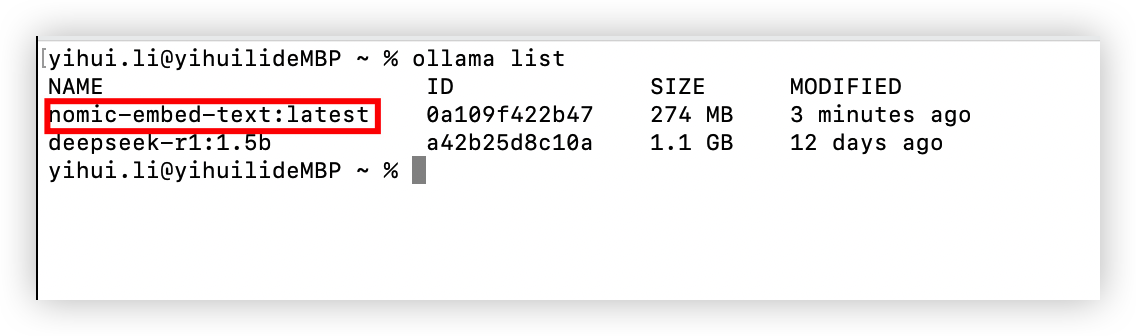 yihui.li@yihuilideMBP ~ % ollama list
NAME ID SIZE MODIFIED
nomic-embed-text:latest 0a109f422b47 274 MB 3 minutes ago
deepseek-r1:1.5b a42b25d8c10a 1.1 GB 12 days ago
yihui.li@yihuilideMBP ~ %